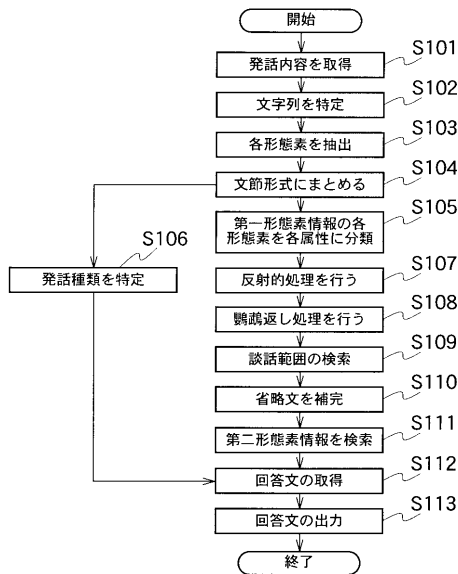 開始
発話内容を取得
S101
文字列を特定
S102
各形態素を抽出
S103
文節形式にまとめる
S104
第一形態素情報の各
形態素を各属性に分類
S105
発話種類を特定
S106
反射的処理を行う
S107
鸚鵡返し処理を行う
S108
談話範囲の検索
S109
省略文を補完
S110
第二形態素情報を検索
S111
回答文の取得
S112
回答文の出力
S113
終了